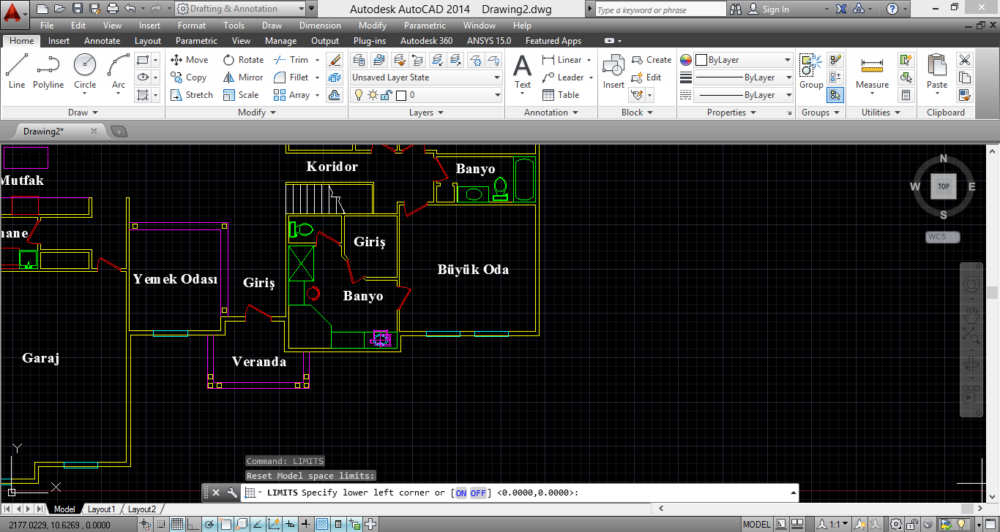 Drafting & Annotation
Autodesk AutoCAD 2014 Drawing2.dwg
Type a keyword or phrase
Sign In
File Edit View Insert Format Tools Draw Dimension Modify Parametric Window Help
Home Insert Annotate Layout Parametric View Manage Output Plug-ins Autodesk 360 ANSYS 15.0 Featured Apps
Move Rotate Trim Linear Create ByLayer
Unsaved Layer State
Line Polyline Circle Arc Copy Mirror Fillet Text Leader Insert Edit ByLayer Group Measure Paste
Stretch Scale Array 0 Table ByLayer
Draw Modify Layers Annotation Block Properties Groups Utilities Clipboard
Drawing2*
Koridor
Banyo
Mutfak
N
W TOP E
S
WCS
hane
Giriş
Büyük Oda
Yemek Odası
Giriş
Banyo
Garaj
Veranda
Y
X
Command: LIMITS
Reset Model space limits:
LIMITS Specify lower left corner or [ON OFF] <0.0000,0.0000>:
Model Layout1 Layout2
2177.0229, 10.6269 , 0.0000
MODEL
1:1